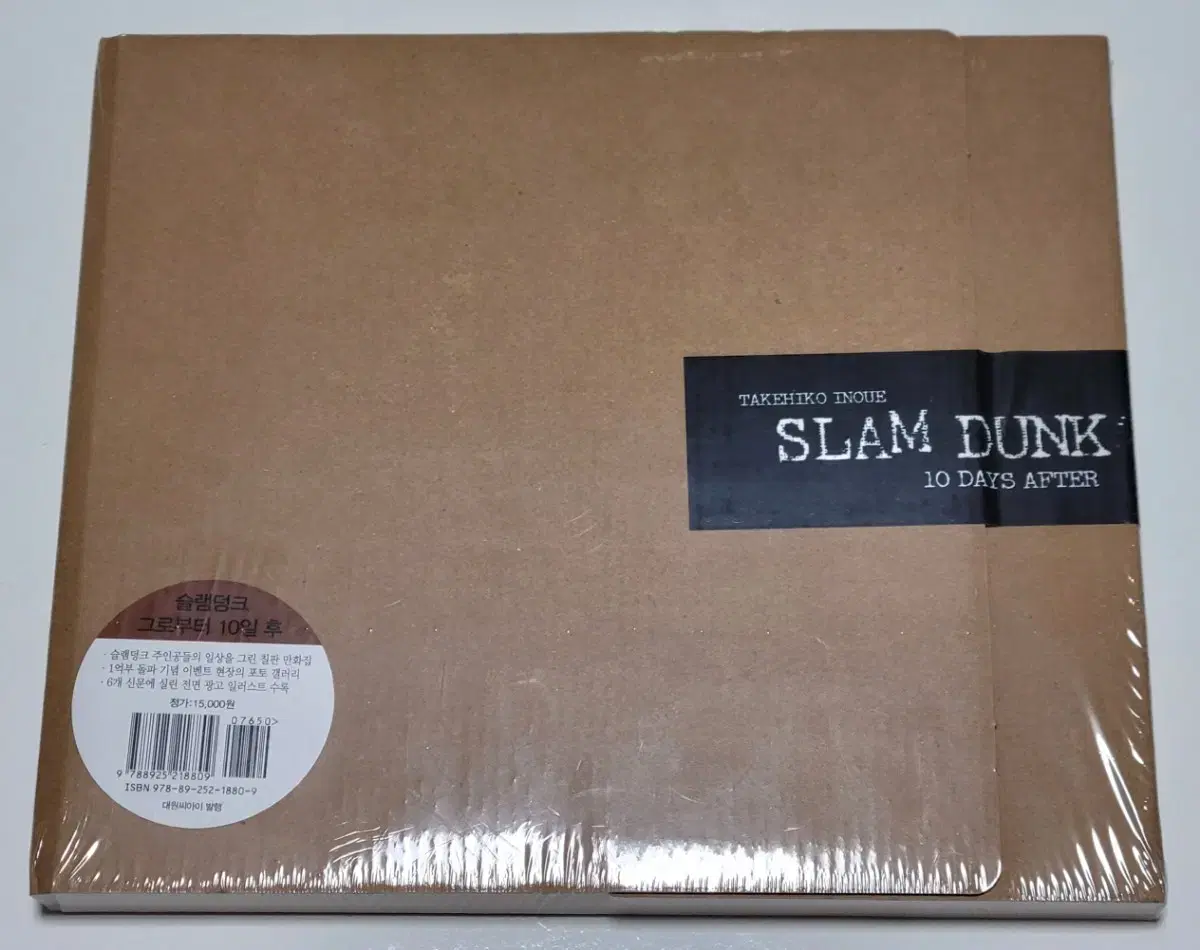 TAKEHIKO INOUE
SLAM DUNK
10 DAYS AFTER
슬램덩크
그로부터 10일 후
· 슬램덩크 주인공들의 일상을 그린 칠판 만화집
· 1억부 돌파 기념 이벤트 현장의 포토 갤러리
· 6개 신문에 실린 전면 광고 일러스트 수록
정가:15,000원
07650>
9 788925 218809
ISBN 978-89-252-1880-9
대원씨아이 발행